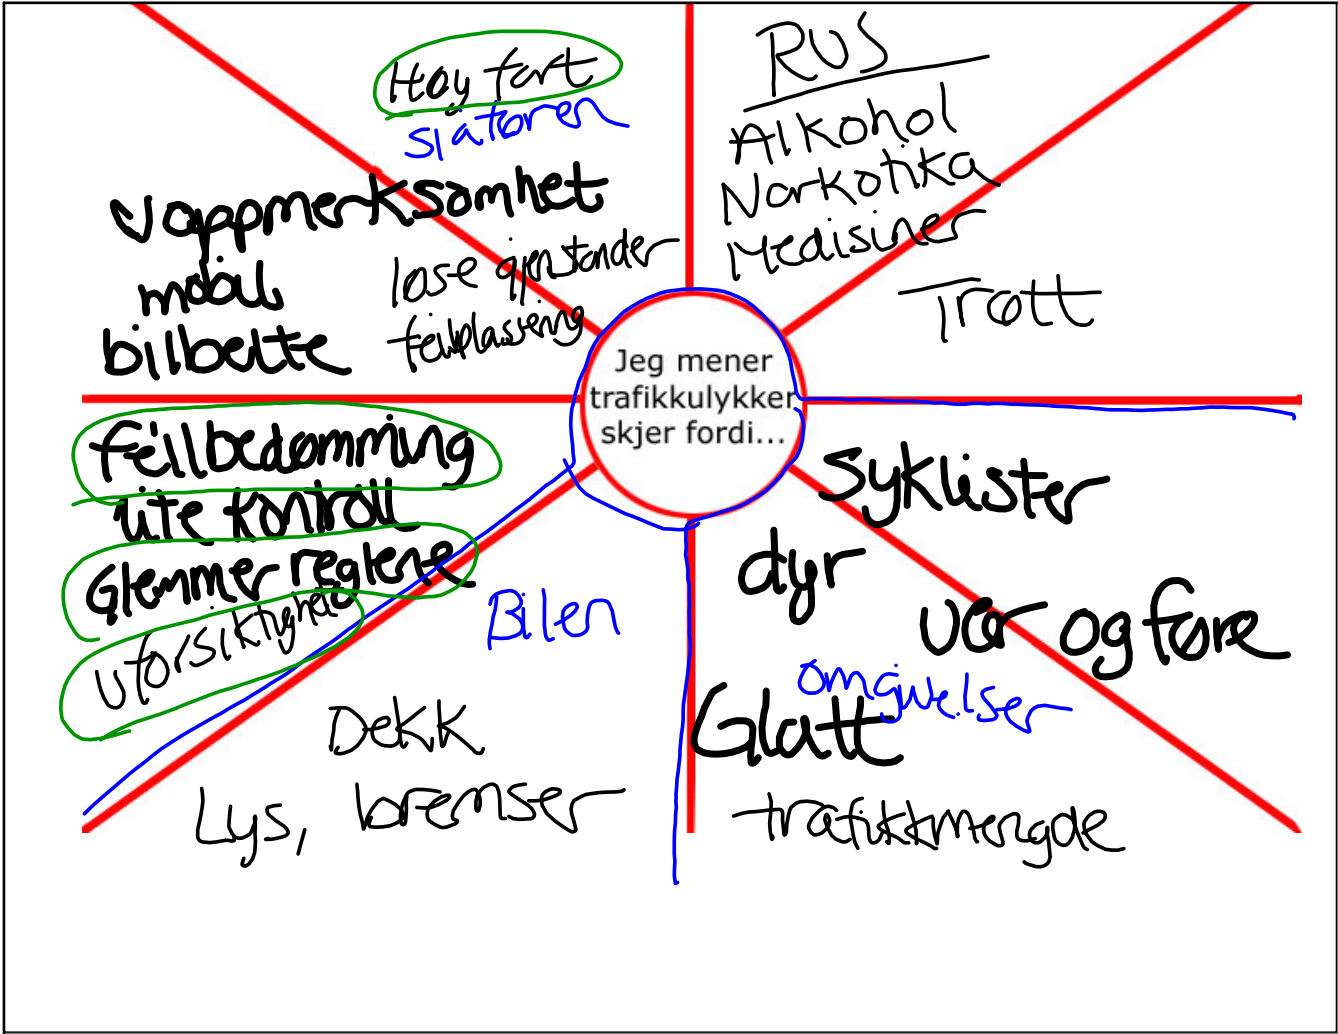 Høy fart
sjåføren
Uoppmerksomhet
mobil
bilbelte
løse gjenstander
feilplassering
RUS
Alkohol
Narkotika
Medisiner
Trøtt
Jeg mener
trafikkulykker
skjer fordi...
feilbedømming
ute kontroll
Glemmer reglene
uforsiktighet
Bilen
Dekk
Lys, bremser
Syklister
dyr
vær og føre
omgivelser
Glatt
trafikkmengde